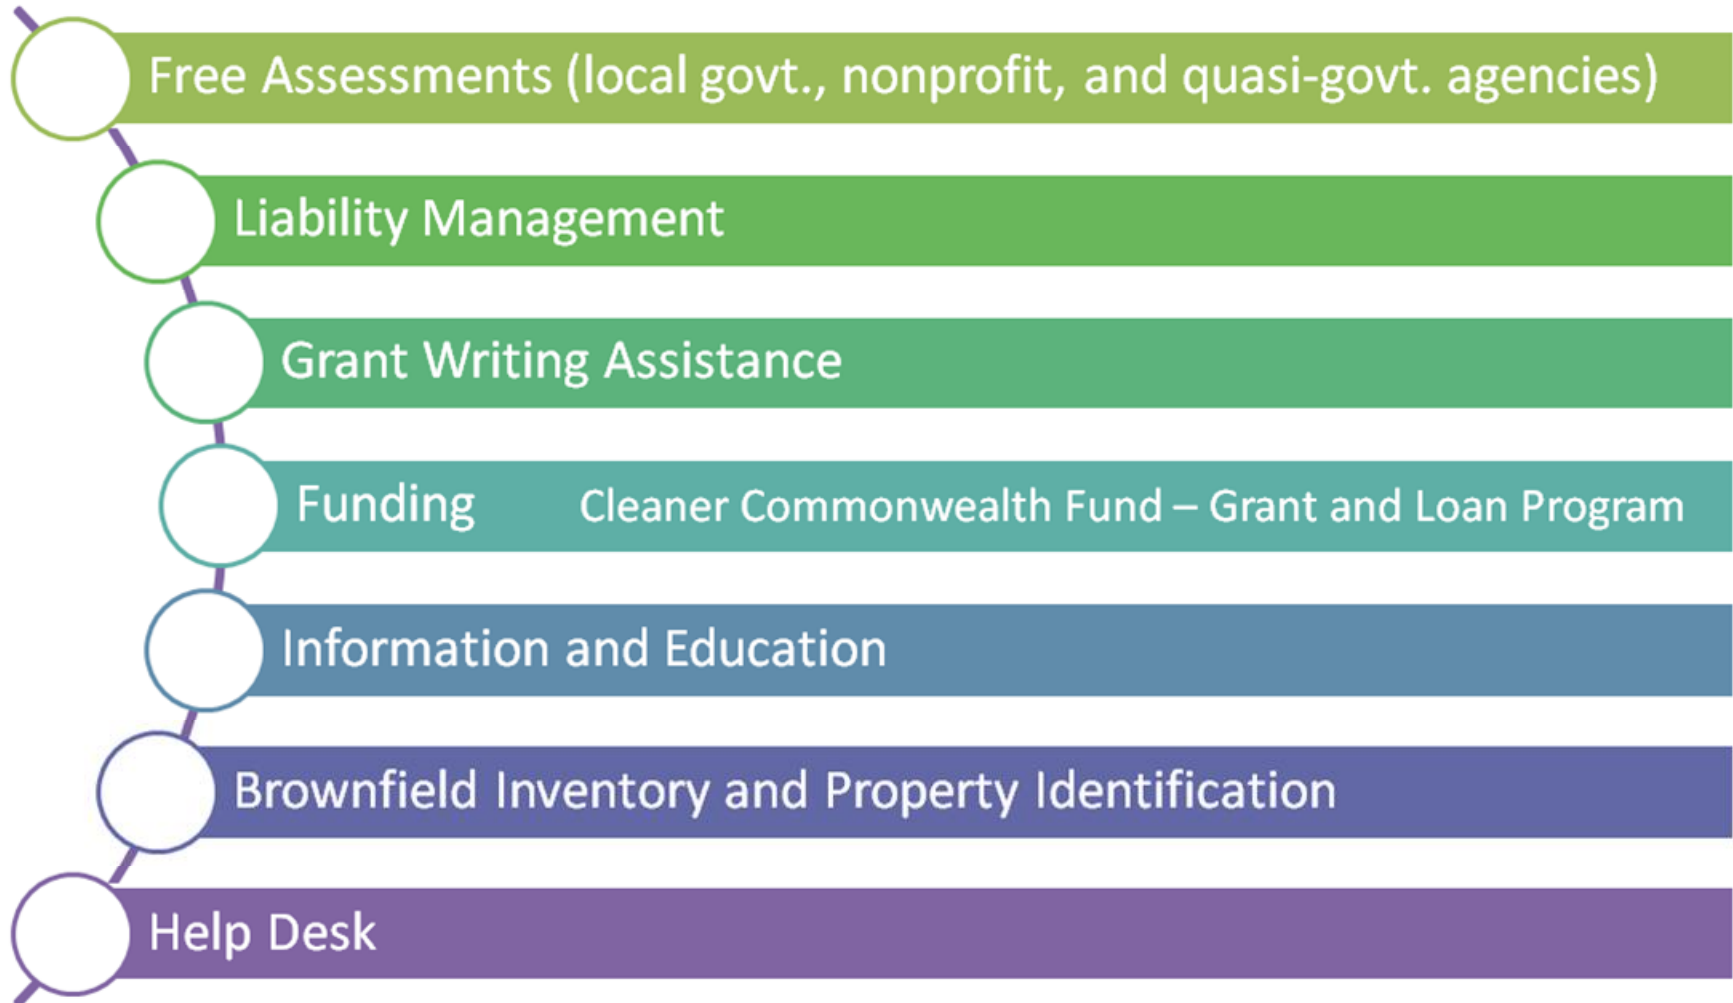 Free Assessments (local govt., nonprofit, and quasi-govt. agencies)
Liability Management
Grant Writing Assistance
Funding Cleaner Commonwealth Fund – Grant and Loan Program
Information and Education
Brownfield Inventory and Property Identification
Help Desk